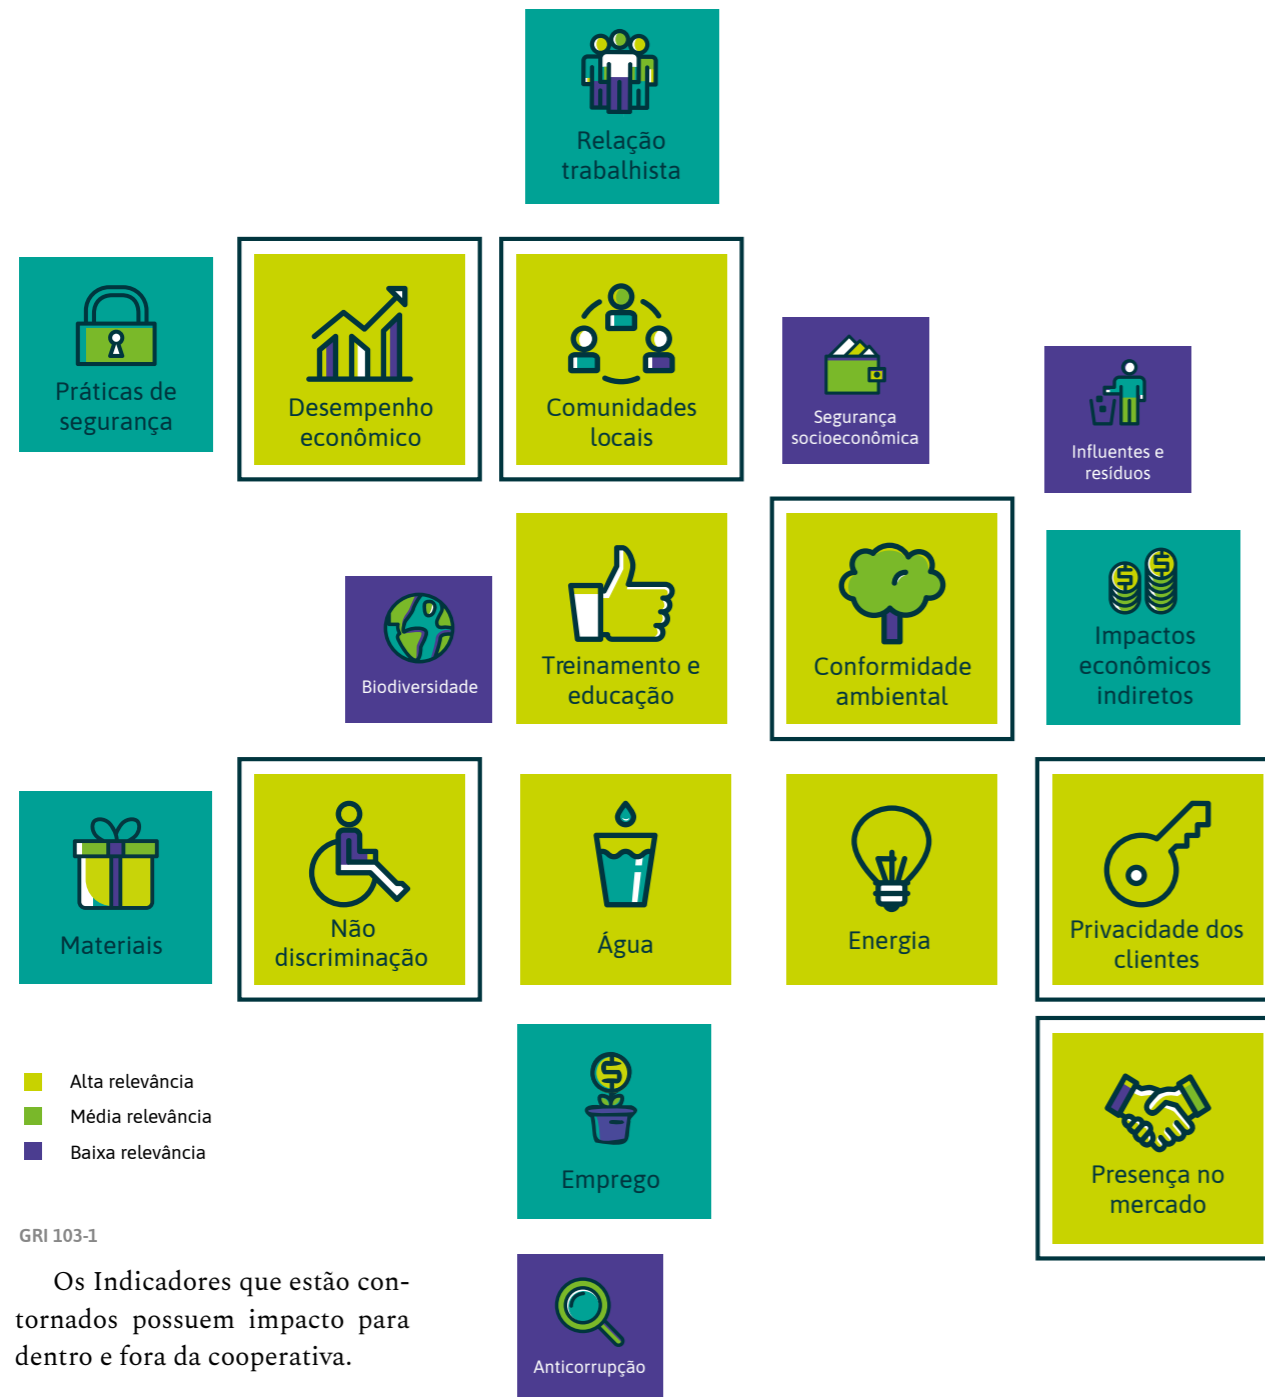 Relação
trabalhista
Práticas de
segurança
Desempenho
econômico
Comunidades
locais
Segurança
socioeconômica
Influentes e
resíduos
Biodiversidade
Treinamento e
educação
Conformidade
ambiental
Impactos
econômicos
indiretos
Materiais
Não
discriminação
Água
Energia
Privacidade dos
clientes
Alta relevância
Média relevância
Baixa relevância
Emprego
Presença no
mercado
GRI 103-1
Os Indicadores que estão con-
tornados possuem impacto para
dentro e fora da cooperativa.
Anticorrupção